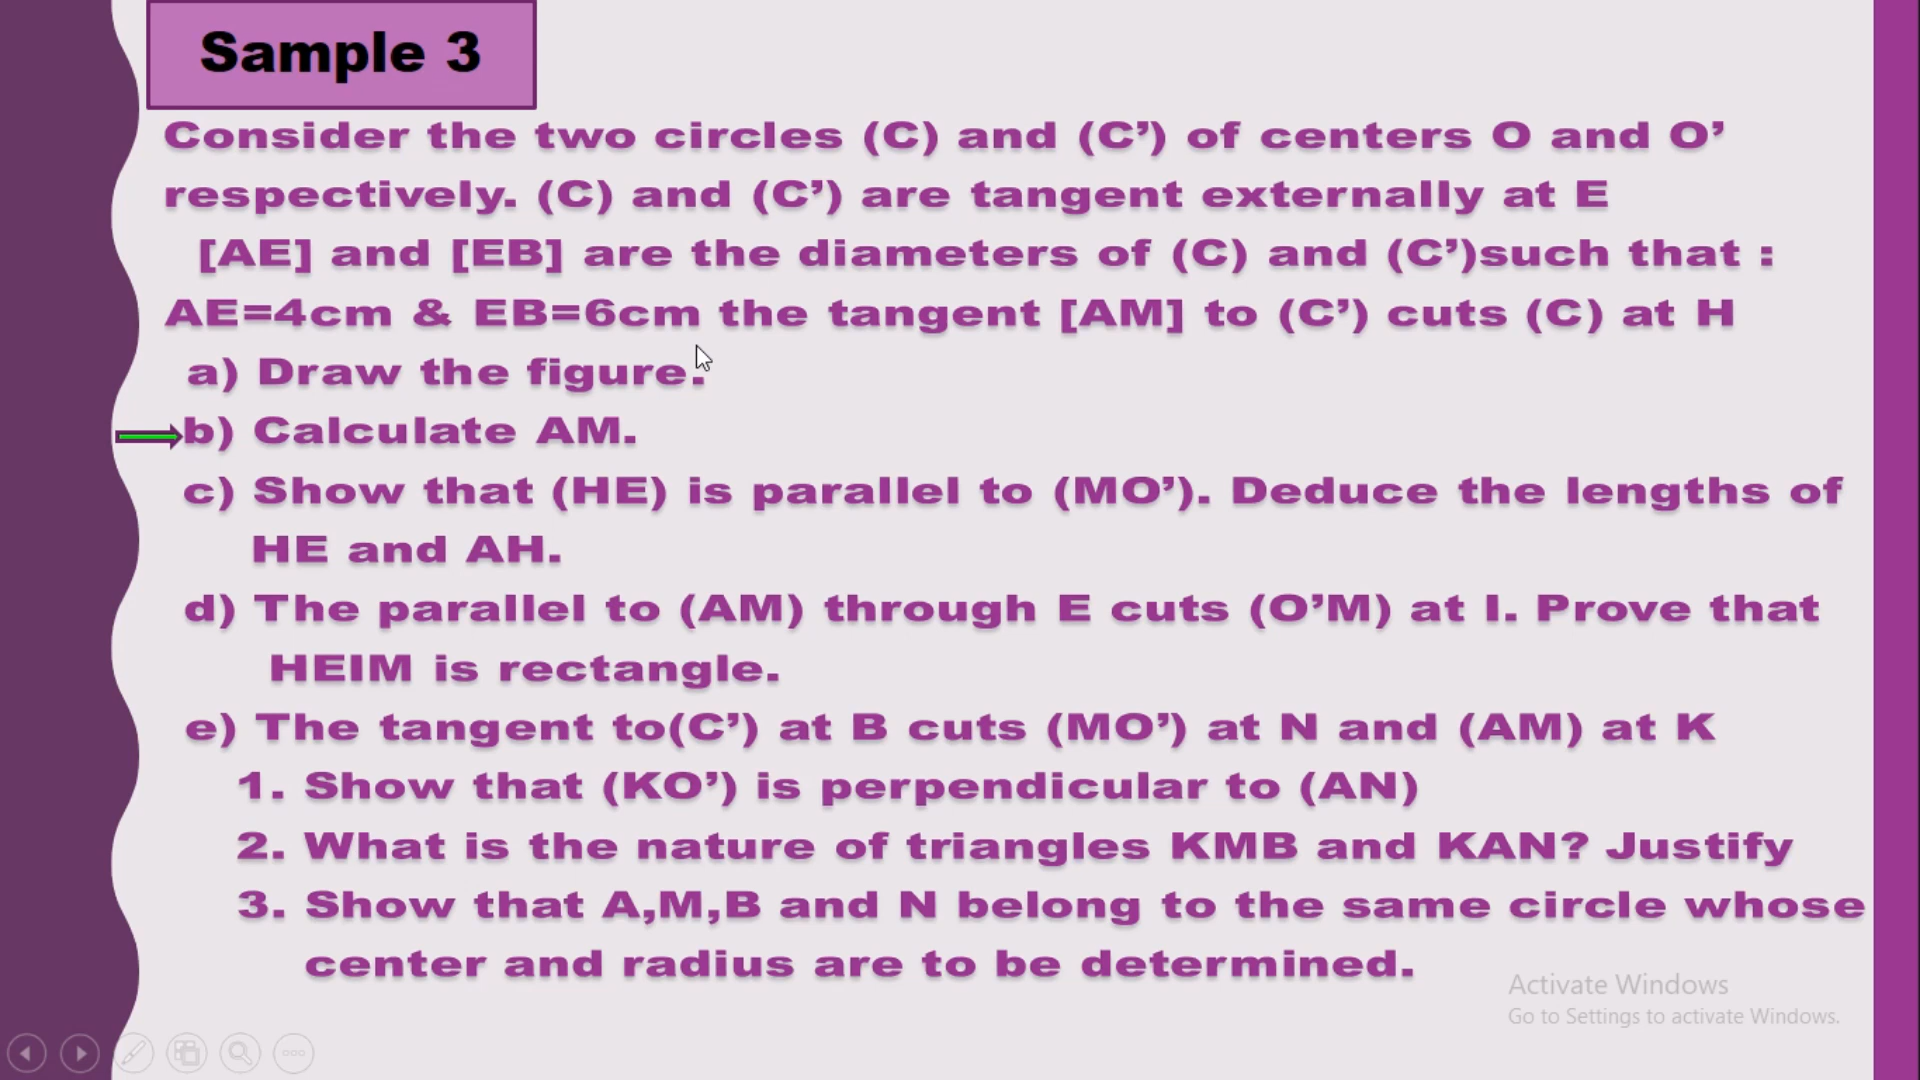 Sample 3
Consider the two circles (C) and (C’) of centers O and O’
respectively. (C) and (C’) are tangent externally at E
[AE] and [EB] are the diameters of (C) and (C’)such that :
AE=4cm & EB=6cm the tangent [AM] to (C’) cuts (C) at H
a) Draw the figure.
b) Calculate AM.
c) Show that (HE) is parallel to (MO’). Deduce the lengths of
HE and AH.
d) The parallel to (AM) through E cuts (O’M) at I. Prove that
HEIM is rectangle.
e) The tangent to(C’) at B cuts (MO’) at N and (AM) at K
1. Show that (KO’) is perpendicular to (AN)
2. What is the nature of triangles KMB and KAN? Justify
3. Show that A,M,B and N belong to the same circle whose
center and radius are to be determined.
Activate Windows
Go to Settings to activate Windows.